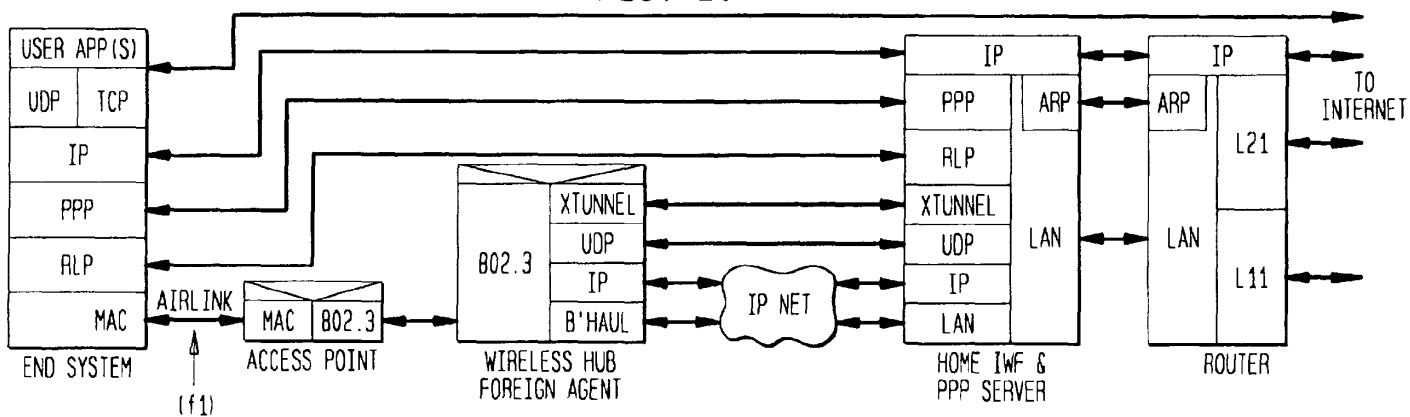 USER APP(S)
UDP TCP
IP
PPP
RLP
MAC
END SYSTEM
AIRLINK
(f1)
MAC 802.3
ACCESS POINT
802.3
XTUNNEL
UDP
IP
B'HAUL
WIRELESS HUB
FOREIGN AGENT
IP NET
IP
PPP
ARP
RLP
XTUNNEL
UDP
LAN
IP
LAN
HOME IWF &
PPP SERVER
IP
ARP
L21
LAN
L11
ROUTER
TO
INTERNET